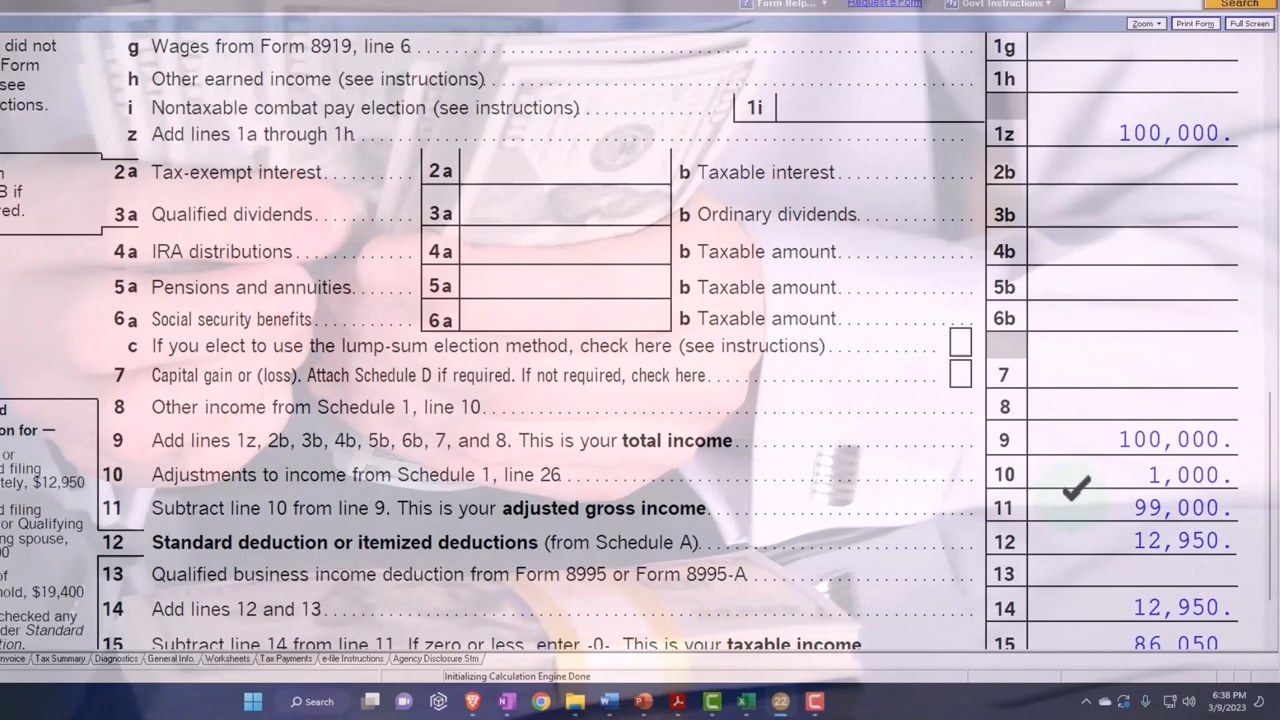 Form Help... Request a Form Govt Instructions Search
Zoom Print Form Full Screen
did not g Wages from Form 8919, line 6 1g
Form
see h Other earned income (see instructions) 1h
ctions. i Nontaxable combat pay election (see instructions) 1i
z Add lines 1a through 1h 1z 100,000.
2a Tax-exempt interest 2a b Taxable interest 2b
B if
red. 3a Qualified dividends 3a b Ordinary dividends 3b
4a IRA distributions 4a b Taxable amount 4b
5a Pensions and annuities 5a b Taxable amount 5b
6a Social security benefits 6a b Taxable amount 6b
c If you elect to use the lump-sum election method, check here (see instructions)
7 Capital gain or (loss). Attach Schedule D if required. If not required, check here 7
8 Other income from Schedule 1, line 10 8
on for —
or 9 Add lines 1z, 2b, 3b, 4b, 5b, 6b, 7, and 8. This is your total income 9 100,000.
d filing
tely, $12,950 10 Adjustments to income from Schedule 1, line 26 10 1,000.
d filing 11 Subtract line 10 from line 9. This is your adjusted gross income 11 99,000.
or Qualifying
ng spouse, 12 Standard deduction or itemized deductions (from Schedule A) 12 12,950.
00
of 13 Qualified business income deduction from Form 8995 or Form 8995-A 13
hold, $19,400
checked any 14 Add lines 12 and 13 14 12,950.
der Standard
tion. 15 Subtract line 14 from line 11. If zero or less, enter -0-. This is your taxable income 15 86,050
nvoice Tax Summary Diagnostics General Info. Worksheets Tax Payments e-file Instructions Agency Disclosure Stm
Initializing Calculation Engine Done
Search 22 6:38 PM
3/9/2023